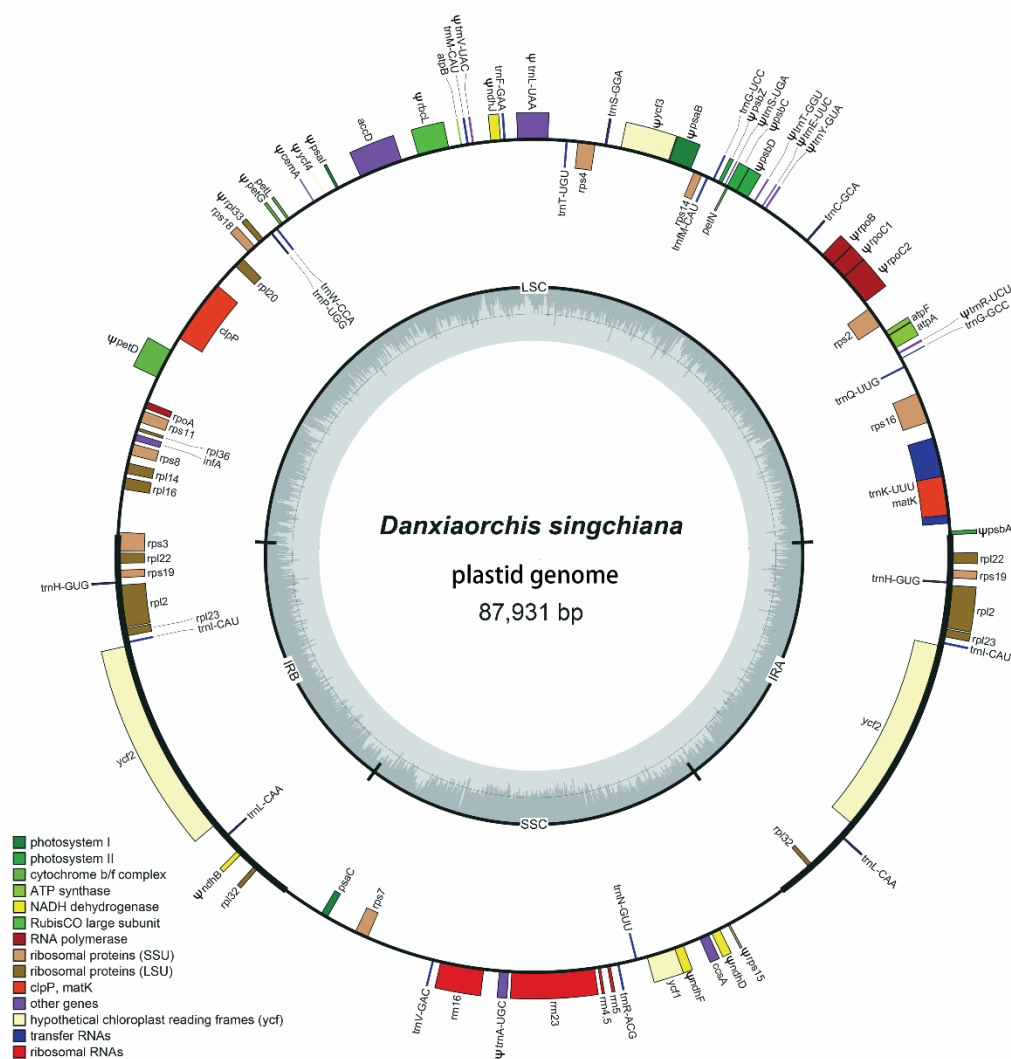 Danxiaorchis singchiana
plastid genome
87,931 bp
LSC
IRA
SSC
IRB
trnS-GGA
Ψycf3
ΨpsaB
trnG-UCC
ΨpsbZ
ΨtrnS-UGA
ΨpsbC
ΨpsbD
ΨtrnT-GGU
ΨtrnE-UUC
ΨtrnY-GUA
trnC-GCA
ΨrpoB
ΨrpoC1
ΨrpoC2
atpF
atpA
ΨtrnR-UCU
trnG-GCC
rps4
trnT-UGU
rps14
trnfM-CAU
petN
rps2
trnQ-UUG
rps16
trnK-UUU
matK
ΨpsbA
rpl22
rps19
trnH-GUG
rpl2
rpl23
trnI-CAU
ycf2
trnL-CAA
rpl32
Ψrps15
ΨndhD
ccsA
ΨndhF
ycf1
trnN-GUU
trnR-ACG
rrn5
rrn4.5
rrn23
ΨtrnA-UGC
rrn16
trnV-GAC
rps7
psaC
rpl32
ΨndhB
trnL-CAA
ycf2
trnI-CAU
rpl23
rpl2
trnH-GUG
rps19
rpl22
rps3
rpl16
rpl14
rps8
infA
rpl36
rps11
rpoA
ΨpetD
clpP
rpl20
rps18
Ψrpl33
trnP-UGG
trnW-CCA
ΨpetG
petL
ΨcemA
Ψycf4
ΨpsaI
accD
ΨrbcL
atpB
trnM-CAU
ΨtrnV-UAC
ΨndhJ
trnF-GAA
ΨtrnL-UAA
photosystem I
photosystem II
cytochrome b/f complex
ATP synthase
NADH dehydrogenase
RubisCO large subunit
RNA polymerase
ribosomal proteins (SSU)
ribosomal proteins (LSU)
clpP, matK
other genes
hypothetical chloroplast reading frames (ycf)
transfer RNAs
ribosomal RNAs